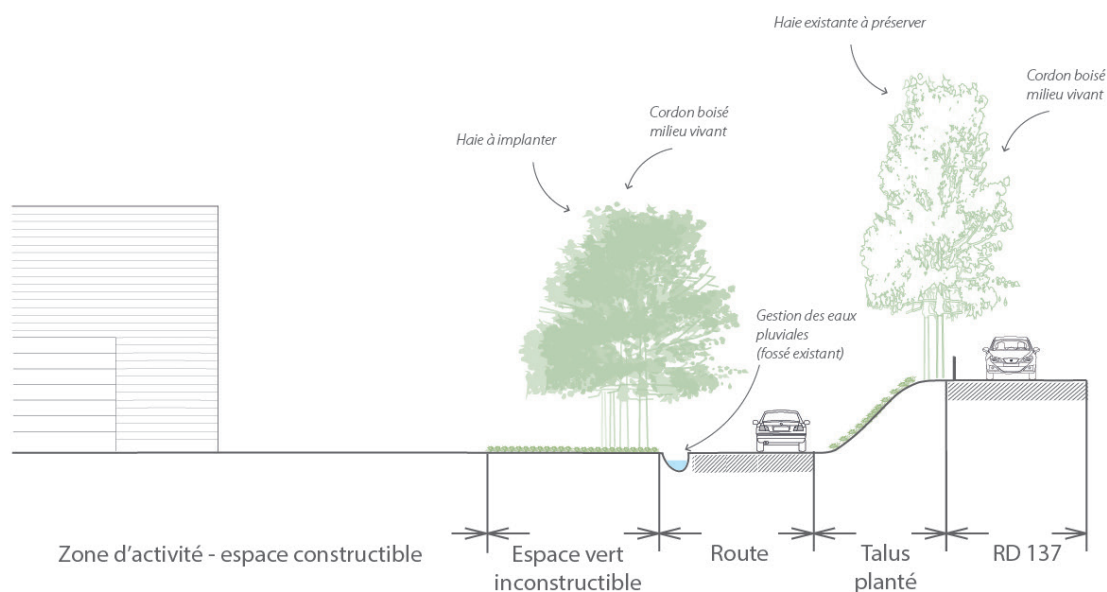 Haie existante à préserver
Cordon boisé
milieu vivant
Cordon boisé
milieu vivant
Haie à implanter
Gestion des eaux
pluviales
(fossé existant)
Zone d'activité - espace constructible
Espace vert
inconstructible
Route
Talus
planté
RD 137